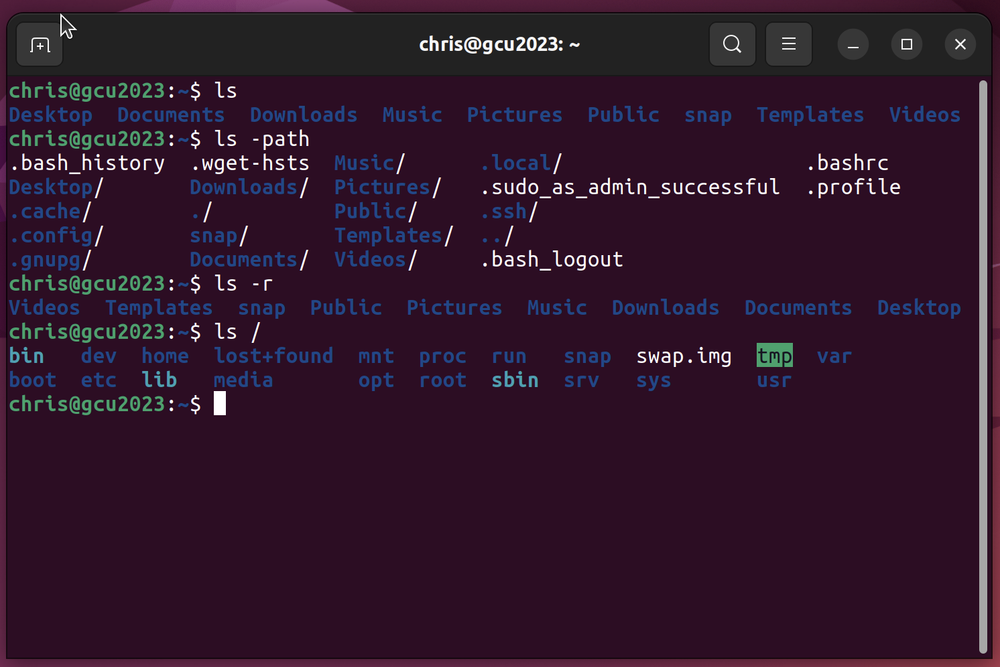 chris@gcu2023: ~
chris@gcu2023:~$ ls
Desktop  Documents  Downloads  Music  Pictures  Public  snap  Templates  Videos
chris@gcu2023:~$ ls -path
.bash_history  .wget-hsts  Music/      .local/                     .bashrc
Desktop/       Downloads/  Pictures/   .sudo_as_admin_successful  .profile
.cache/        ./          Public/     .ssh/
.config/       snap/       Templates/  ../
.gnupg/        Documents/  Videos/     .bash_logout
chris@gcu2023:~$ ls -r
Videos  Templates  snap  Public  Pictures  Music  Downloads  Documents  Desktop
chris@gcu2023:~$ ls /
bin   dev  home  lost+found  mnt  proc  run   snap  swap.img  tmp  var
boot  etc  lib   media       opt  root  sbin  srv   sys       usr
chris@gcu2023:~$